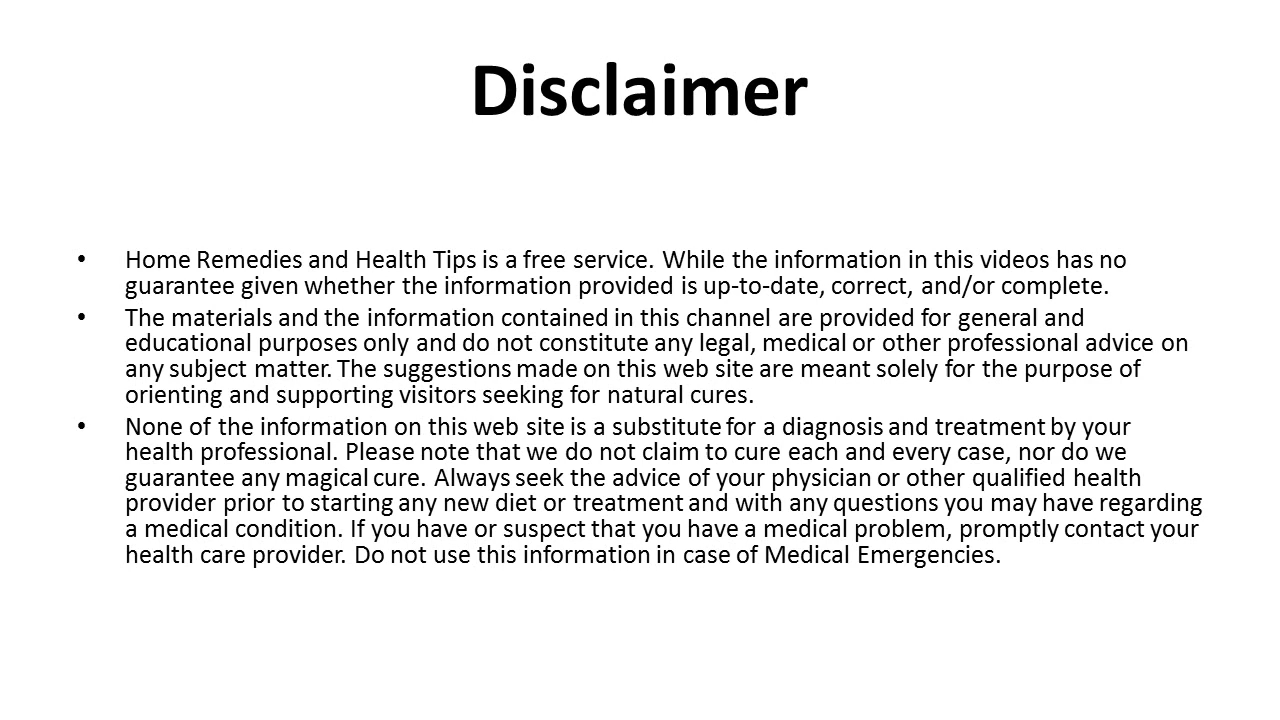 Disclaimer
• Home Remedies and Health Tips is a free service. While the information in this videos has no
guarantee given whether the information provided is up-to-date, correct, and/or complete.
• The materials and the information contained in this channel are provided for general and
educational purposes only and do not constitute any legal, medical or other professional advice on
any subject matter. The suggestions made on this web site are meant solely for the purpose of
orienting and supporting visitors seeking for natural cures.
• None of the information on this web site is a substitute for a diagnosis and treatment by your
health professional. Please note that we do not claim to cure each and every case, nor do we
guarantee any magical cure. Always seek the advice of your physician or other qualified health
provider prior to starting any new diet or treatment and with any questions you may have regarding
a medical condition. If you have or suspect that you have a medical problem, promptly contact your
health care provider. Do not use this information in case of Medical Emergencies.